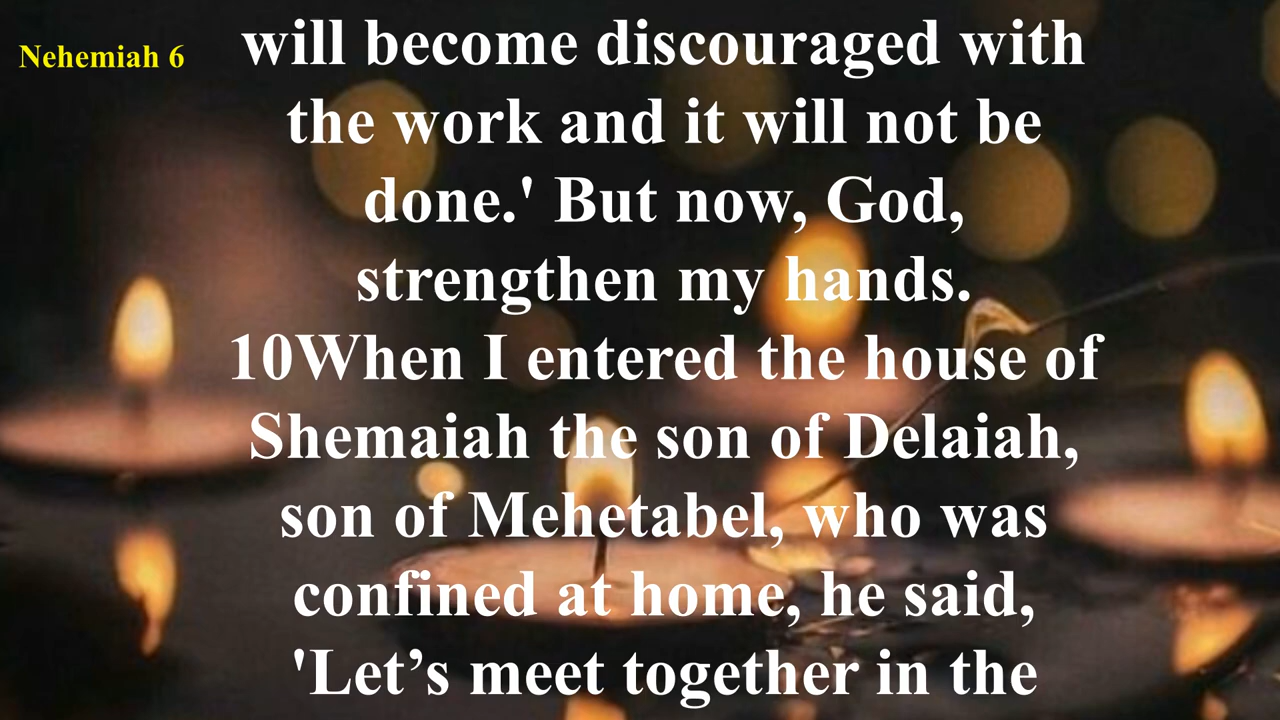 Nehemiah 6
will become discouraged with
the work and it will not be
done.' But now, God,
strengthen my hands.
10When I entered the house of
Shemaiah the son of Delaiah,
son of Mehetabel, who was
confined at home, he said,
'Let’s meet together in the